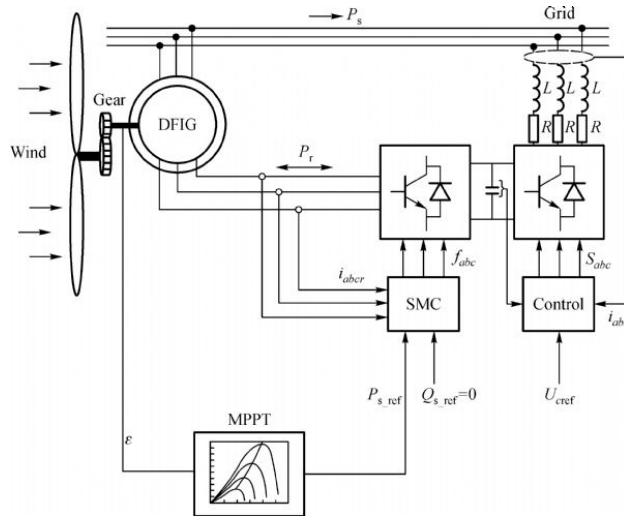 P_s
Grid
Gear
L L L
DFIG
R R R
Wind
P_r
f_abc
S_abc
i_abcr
SMC
Control
i_ab
P_s_ref
Q_s_ref=0
U_cref
MPPT
ε